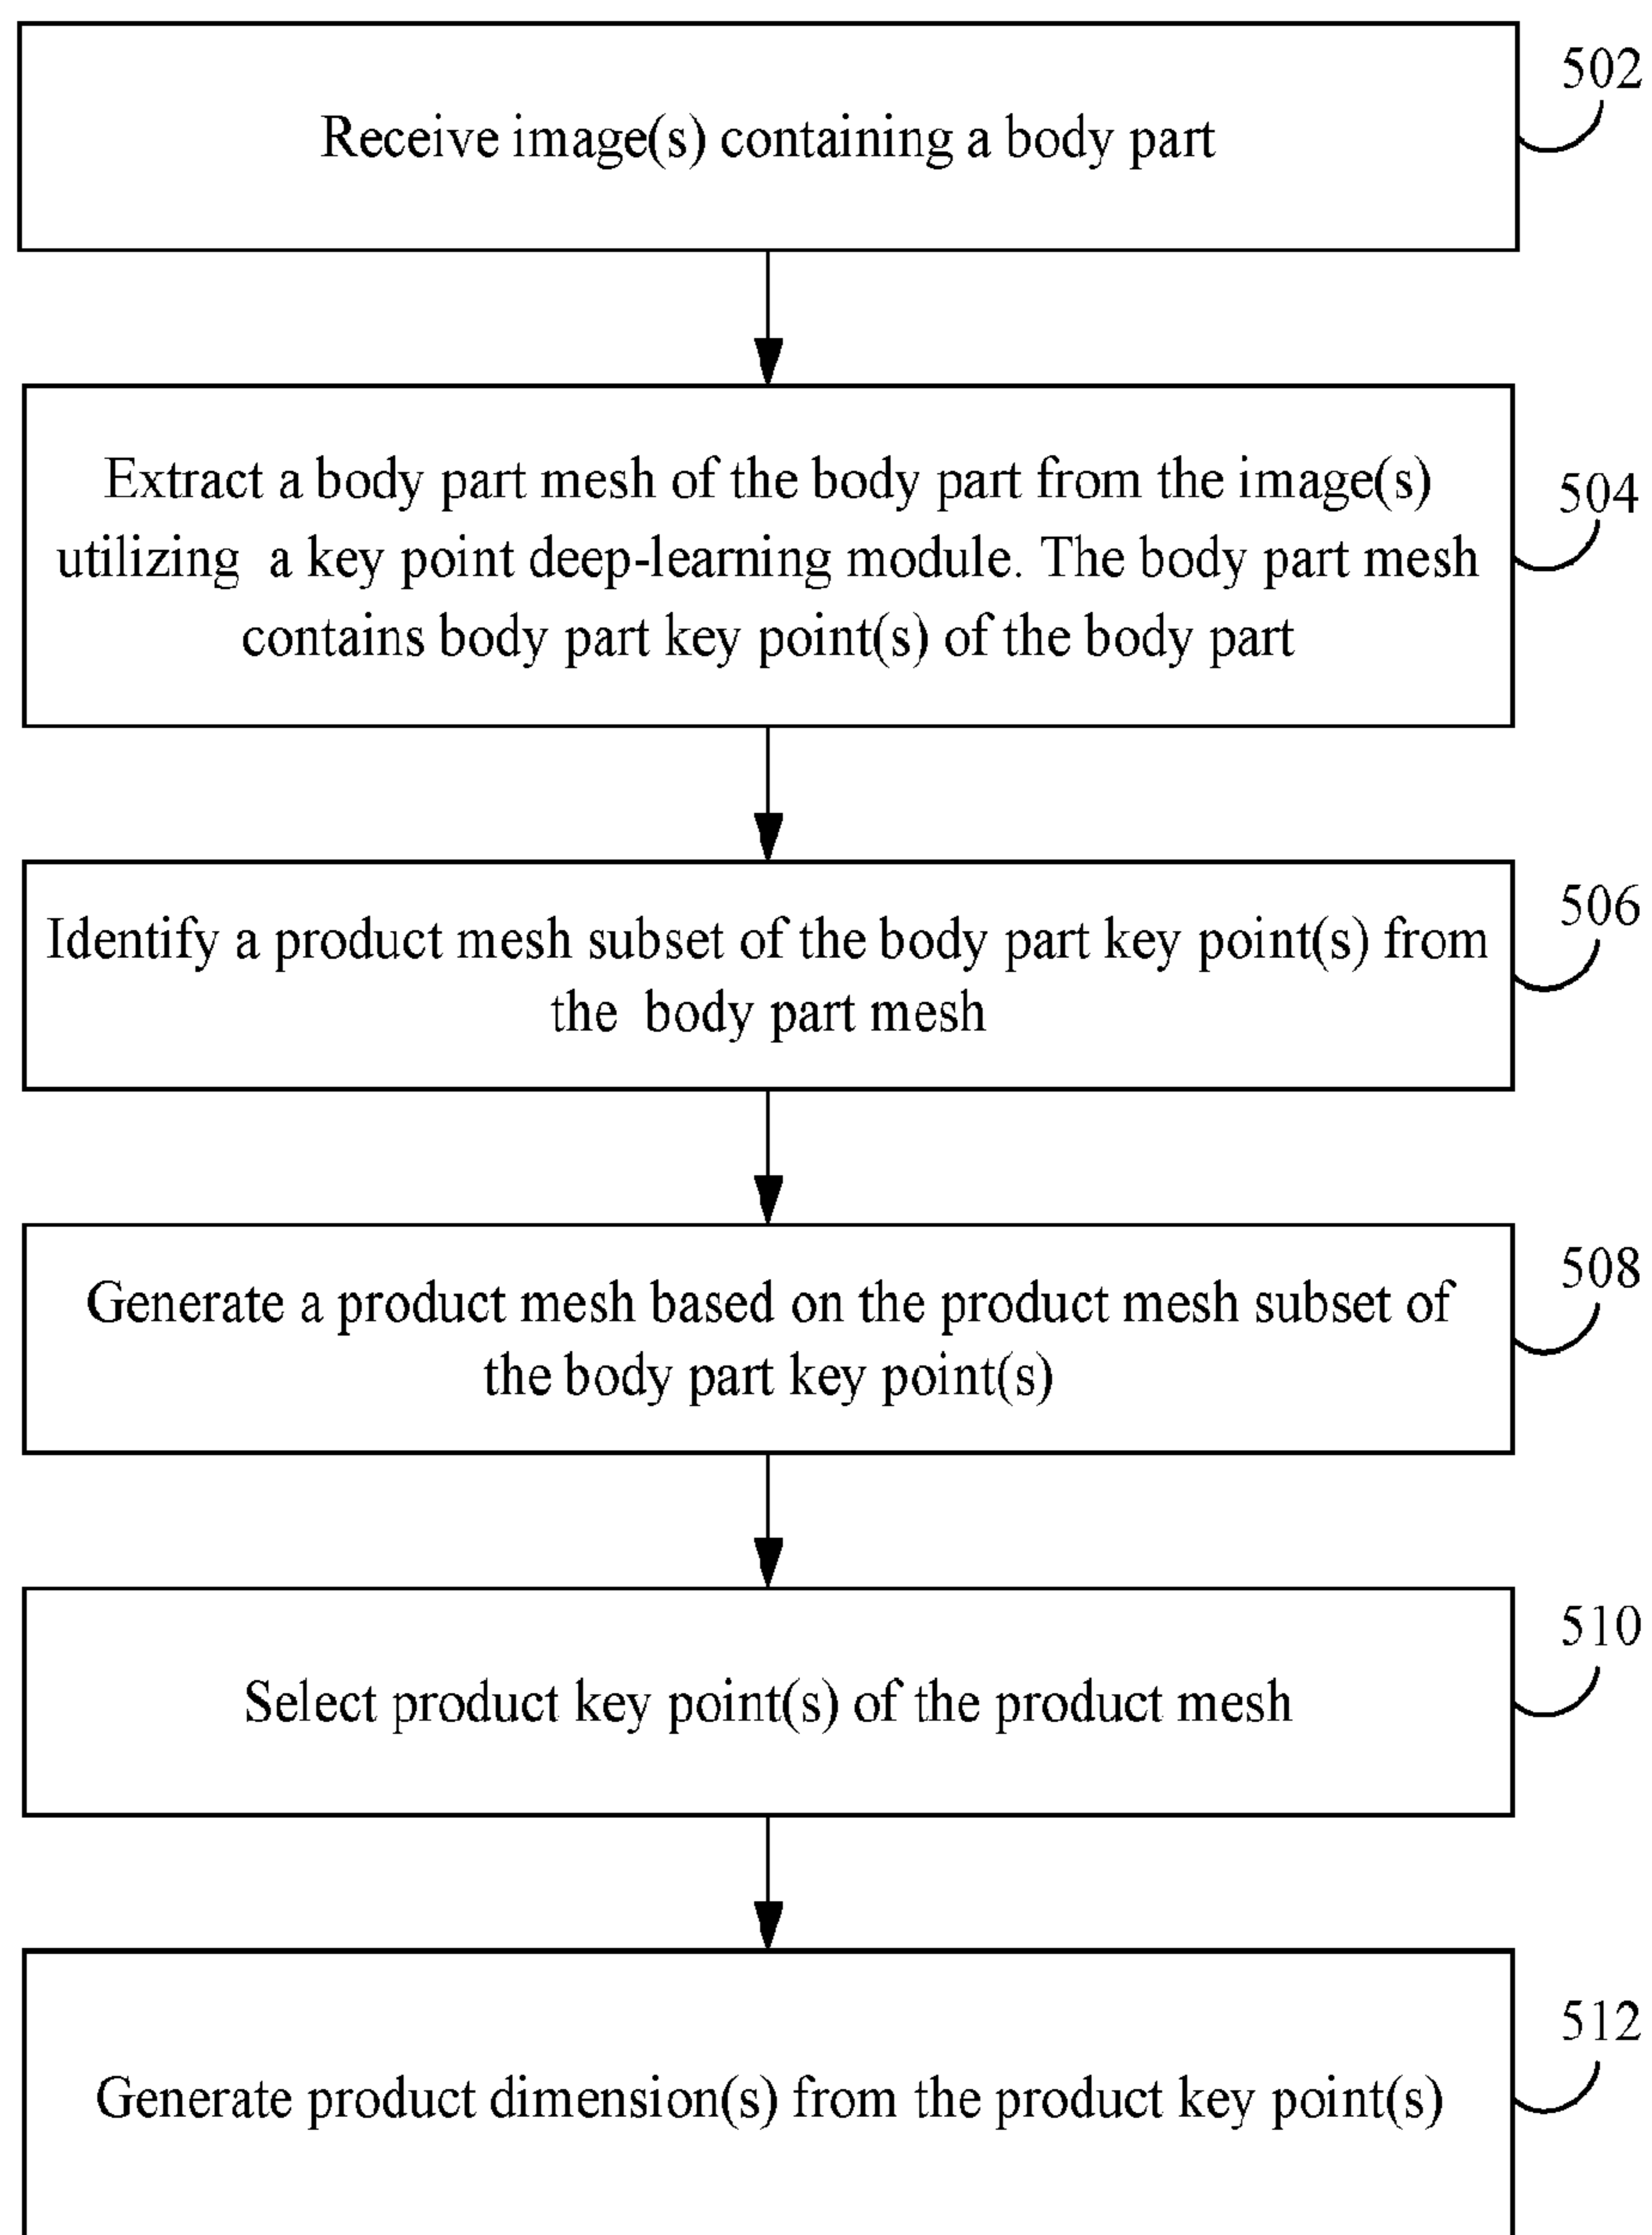 502
Receive image(s) containing a body part
504
Extract a body part mesh of the body part from the image(s)
utilizing a key point deep-learning module. The body part mesh
contains body part key point(s) of the body part
506
Identify a product mesh subset of the body part key point(s) from
the body part mesh
508
Generate a product mesh based on the product mesh subset of
the body part key point(s)
510
Select product key point(s) of the product mesh
512
Generate product dimension(s) from the product key point(s)